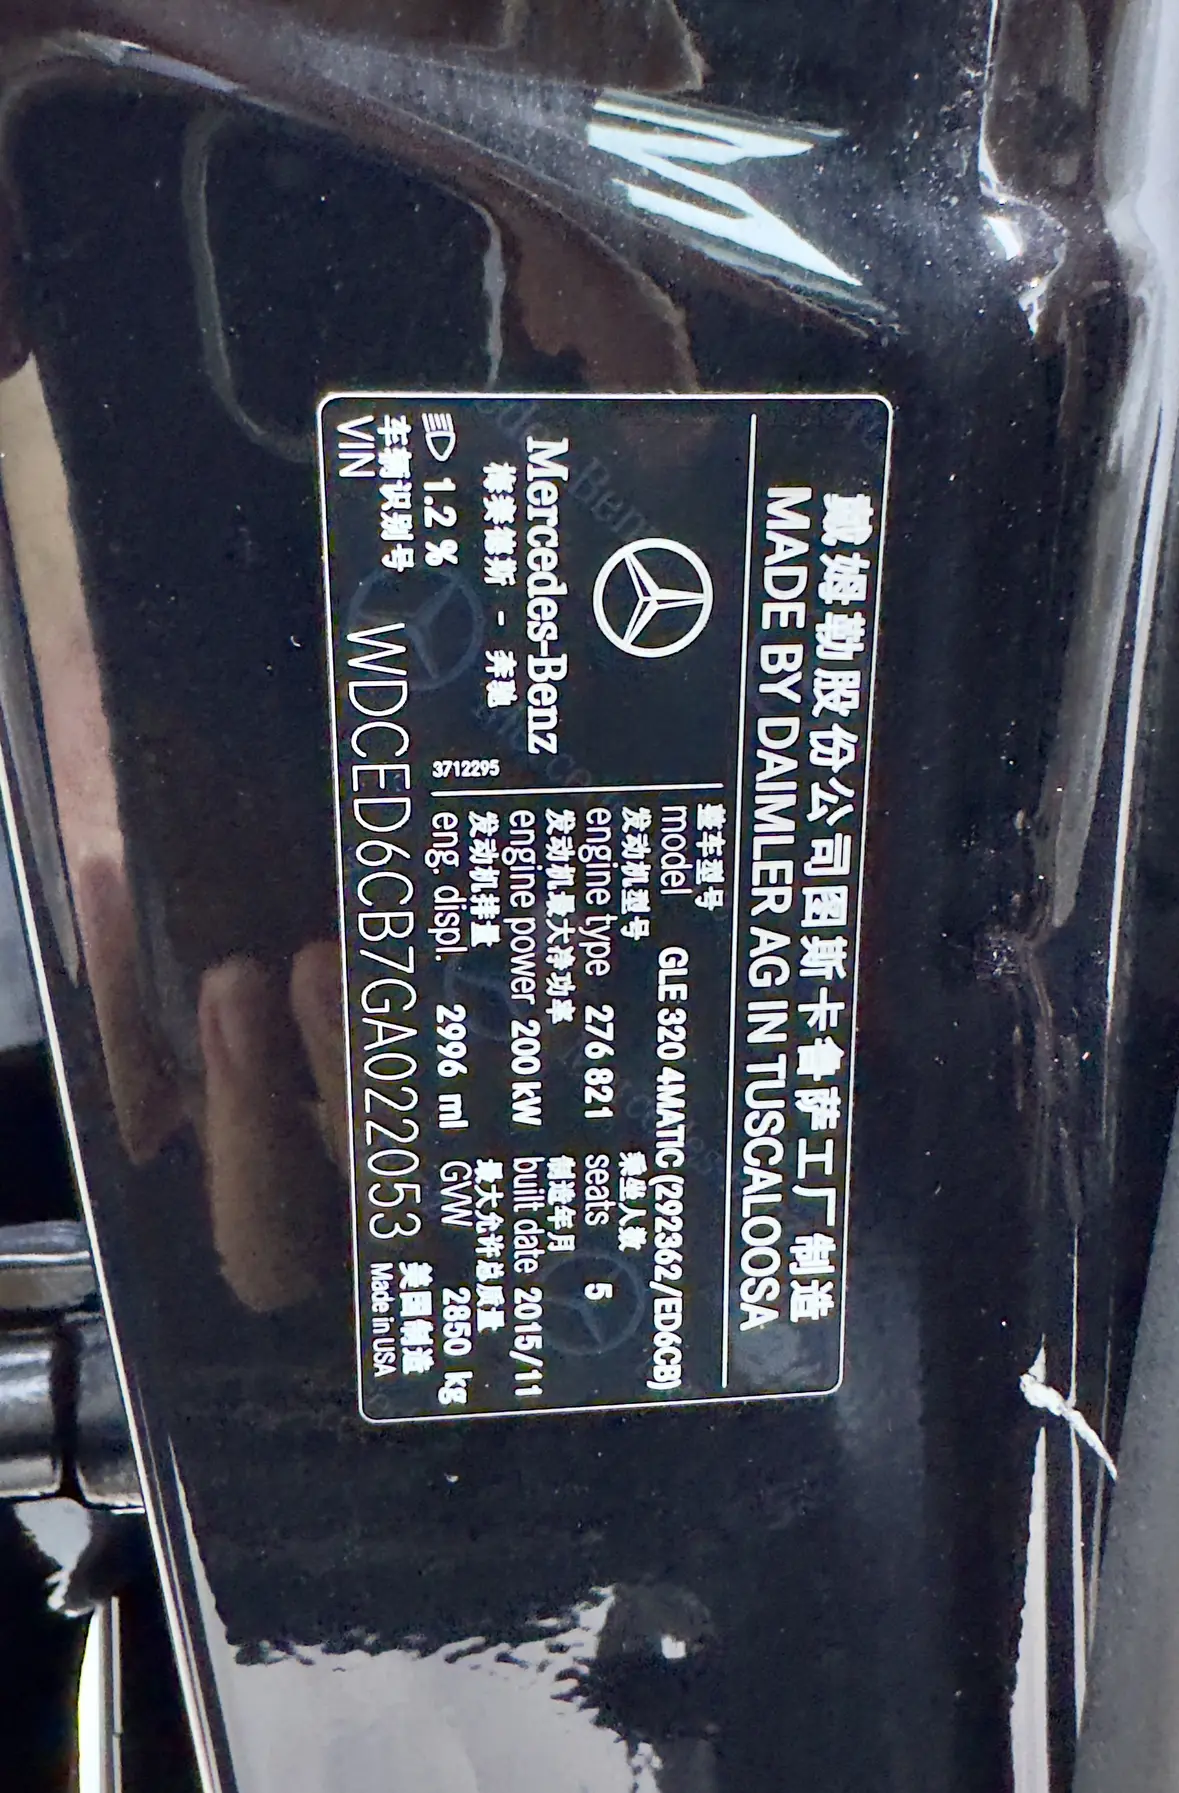 戴姆勒股份公司图斯卡鲁萨工厂制造
MADE BY DAIMLER AG IN TUSCALOOSA
Mercedes-Benz
梅赛德斯 - 奔驰
1.2 %
3712295
整车型号
model GLE 320 4MATIC (292362/ED6CB)
发动机型号 乘坐人数
engine type 276 821 seats 5
发动机最大净功率 制造年月
engine power 200 kW built date 2015/11
发动机排量 最大允许总质量
eng. displ. 2996 ml GVW 2850 kg
车辆识别号 美国制造
VIN WDCED6CB7GA022053 Made in USA